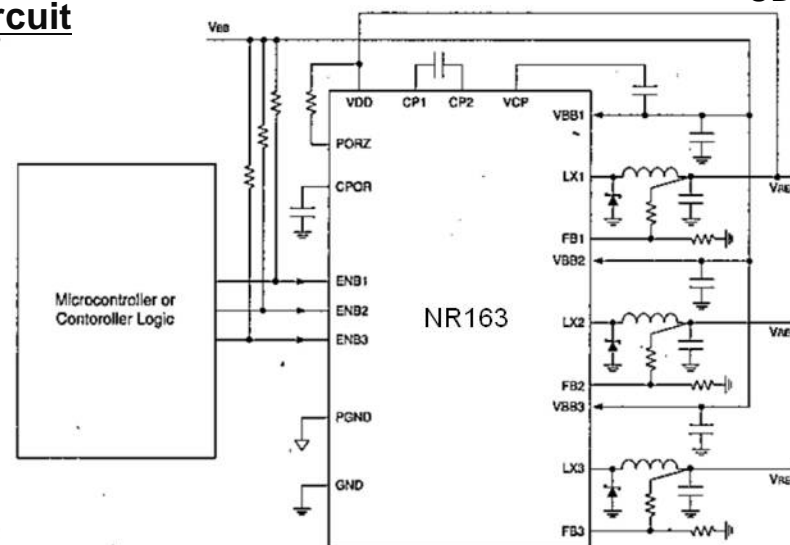 rcuit
VBB
VDD CP1 CP2 VCP
PORZ
CPOR
ENB1
ENB2
ENB3
PGND
GND
Microcontroller or
Contoroller Logic
NR163
VBB1
LX1
FB1
VBB2
LX2
FB2
VBB3
LX3
FB3